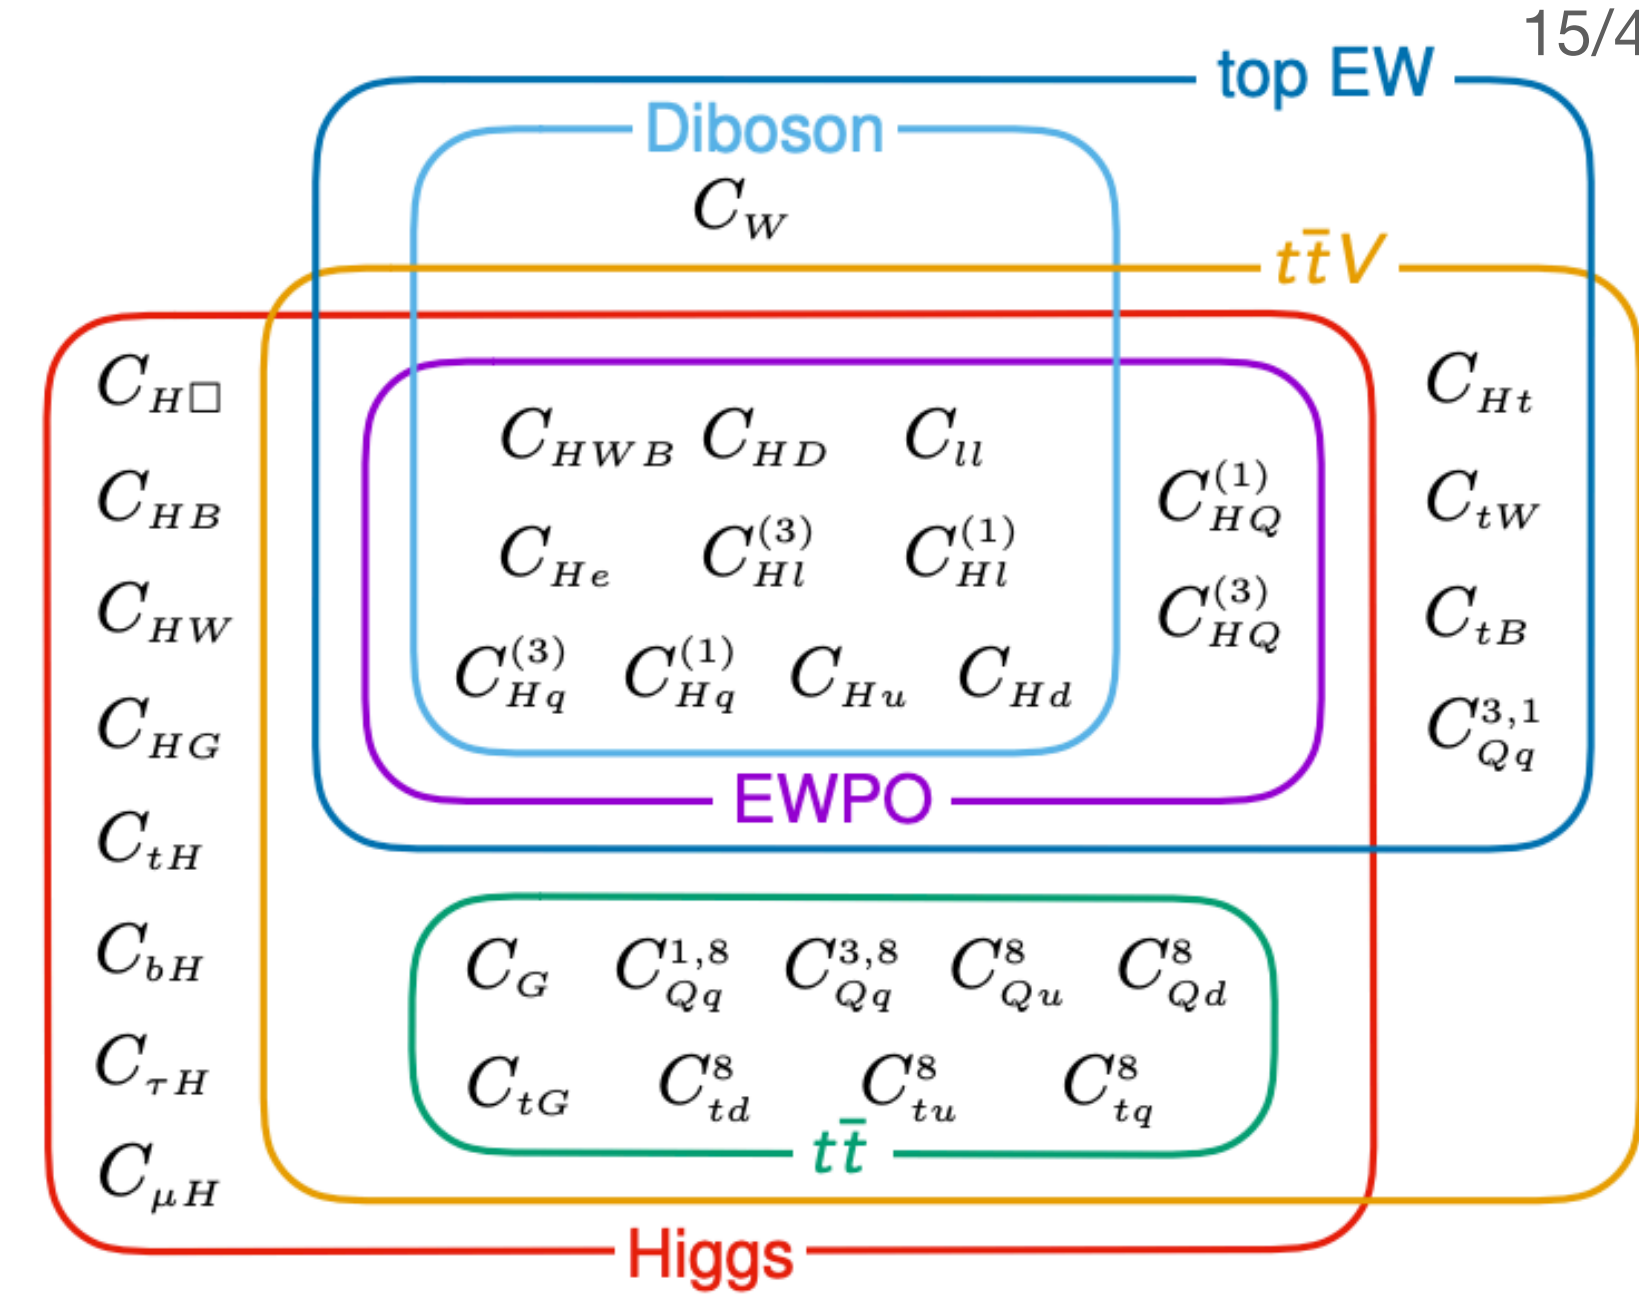 15/4
top EW
Diboson
C_W
tt̄V
C_{H□}
C_{HB}
C_{HW}
C_{HG}
C_{tH}
C_{bH}
C_{τH}
C_{μH}
C_{HWB} C_{HD} C_{ll}
C_{He} C_{Hl}^{(3)} C_{Hl}^{(1)}
C_{Hq}^{(3)} C_{Hq}^{(1)} C_{Hu} C_{Hd}
C_{HQ}^{(1)}
C_{HQ}^{(3)}
EWPO
C_{Ht}
C_{tW}
C_{tB}
C_{Qq}^{3,1}
C_G C_{Qq}^{1,8} C_{Qq}^{3,8} C_{Qu}^{8} C_{Qd}^{8}
C_{tG} C_{td}^{8} C_{tu}^{8} C_{tq}^{8}
tt̄
Higgs